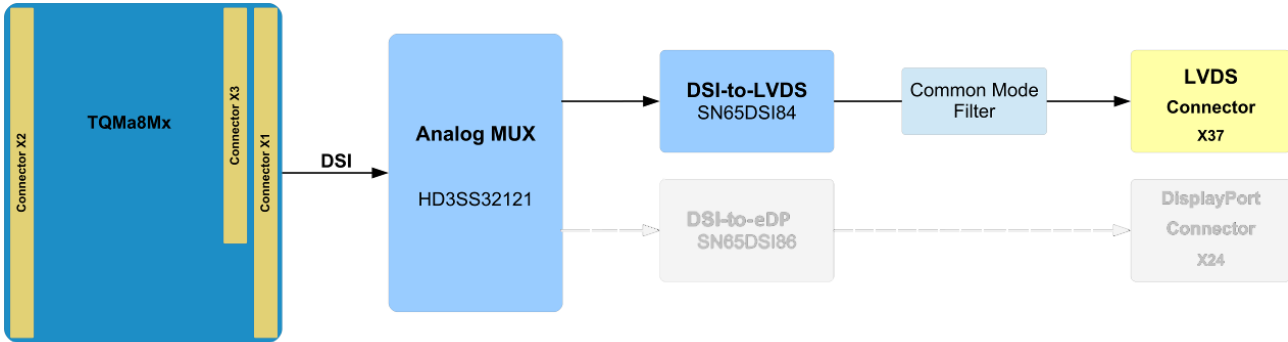 Connector X2
TQMa8Mx
Connector X3
Connector X1
DSI
Analog MUX
HD3SS32121
DSI-to-LVDS
SN65DSI84
Common Mode
Filter
LVDS
Connector
X37
DSI-to-eDP
SN65DSI86
DisplayPort
Connector
X24